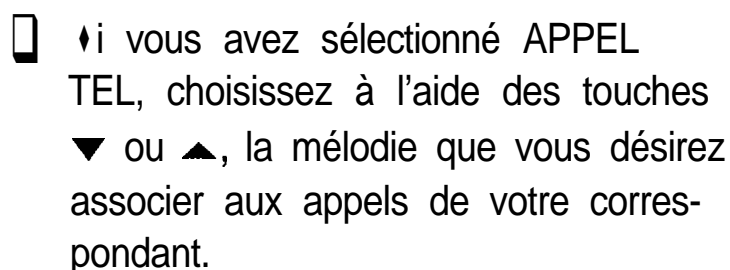 ❑ ♦i vous avez sélectionné APPEL
TEL, choisissez à l'aide des touches
▼ ou ▲, la mélodie que vous désirez
associer aux appels de votre corres-
pondant.